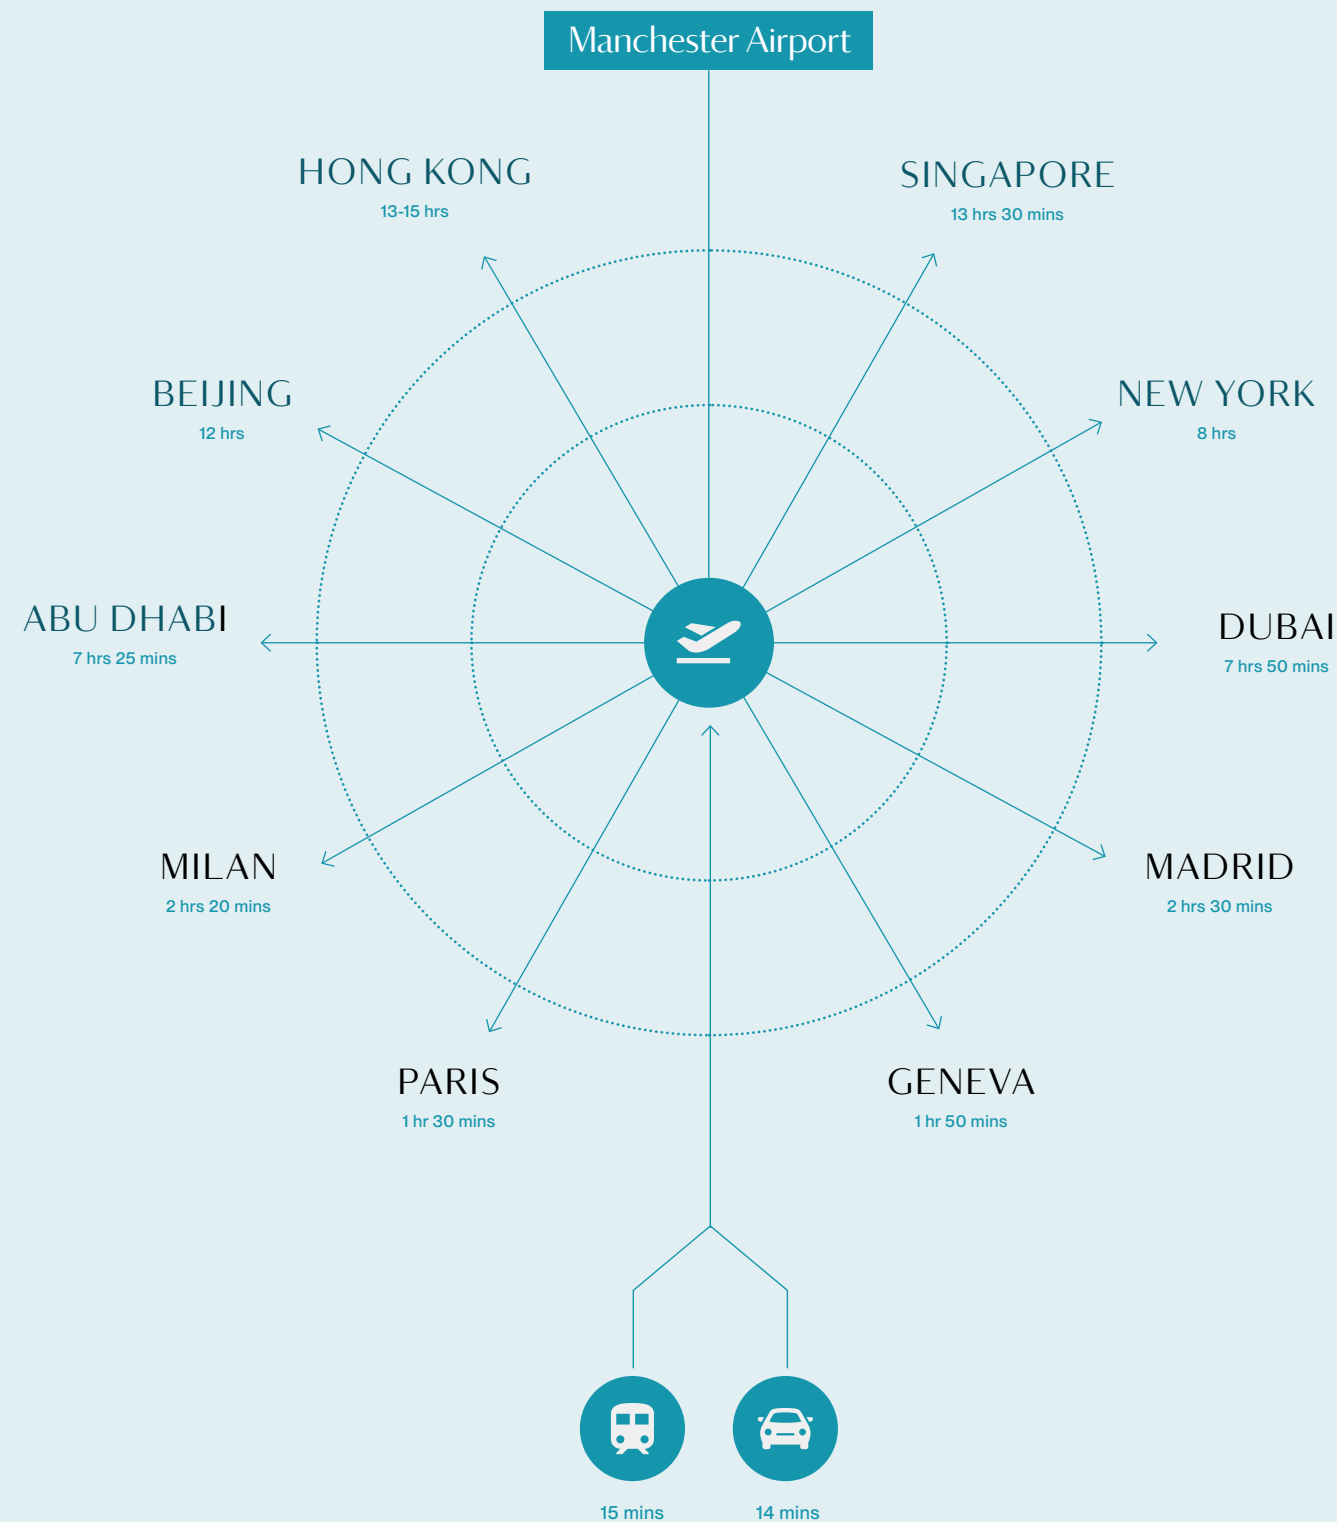 Manchester Airport
HONG KONG
13-15 hrs
SINGAPORE
13 hrs 30 mins
BEIJING
12 hrs
NEW YORK
8 hrs
ABU DHABI
7 hrs 25 mins
DUBAI
7 hrs 50 mins
MILAN
2 hrs 20 mins
MADRID
2 hrs 30 mins
PARIS
1 hr 30 mins
GENEVA
1 hr 50 mins
15 mins
14 mins